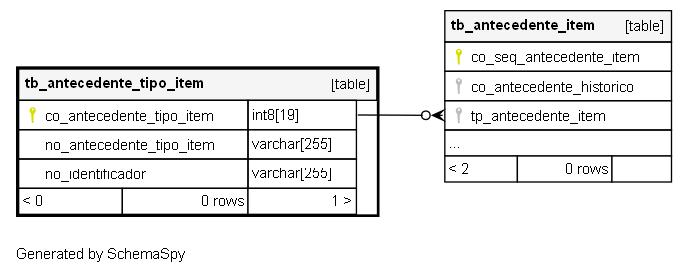 tb_antecedente_item [table]
co_seq_antecedente_item
co_antecedente_historico
tp_antecedente_item
...
< 2 0 rows
tb_antecedente_tipo_item [table]
co_antecedente_tipo_item int8[19]
no_antecedente_tipo_item varchar[255]
no_identificador varchar[255]
< 0 0 rows 1 >
Generated by SchemaSpy